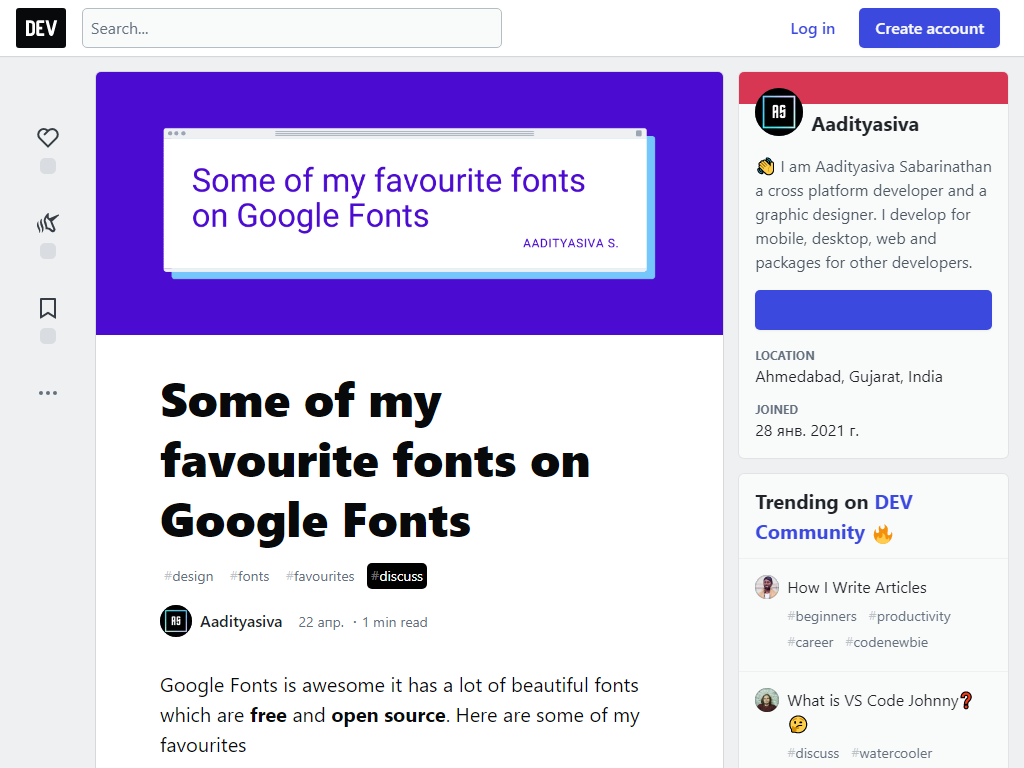 DEV
Search...
Log in
Create account
Some of my favourite fonts
on Google Fonts
AADITYASIVA S.
Some of my
favourite fonts on
Google Fonts
#design #fonts #favourites #discuss
AS Aadityasiva 22 апр. · 1 min read
Google Fonts is awesome it has a lot of beautiful fonts
which are free and open source. Here are some of my
favourites
AS
Aadityasiva
👋 I am Aadityasiva Sabarinathan
a cross platform developer and a
graphic designer. I develop for
mobile, desktop, web and
packages for other developers.
LOCATION
Ahmedabad, Gujarat, India
JOINED
28 янв. 2021 г.
Trending on DEV
Community 🔥
How I Write Articles
#beginners #productivity
#career #codenewbie
What is VS Code Johnny❓
🤔
#discuss #watercooler